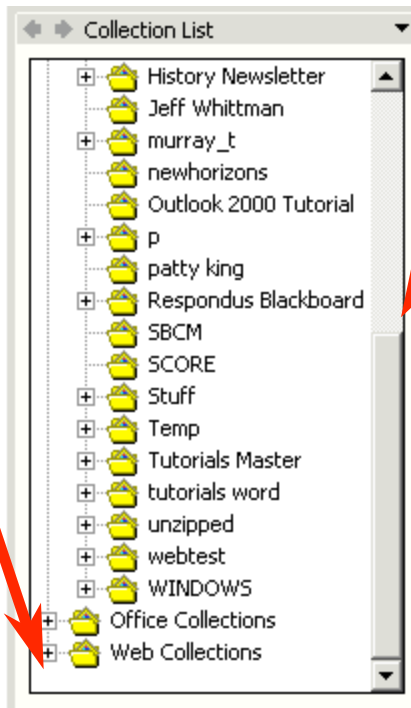 Collection List
History Newsletter
Jeff Whittman
murray_t
newhorizons
Outlook 2000 Tutorial
p
patty king
Respondus Blackboard
SBCM
SCORE
Stuff
Temp
Tutorials Master
tutorials word
unzipped
webtest
WINDOWS
Office Collections
Web Collections